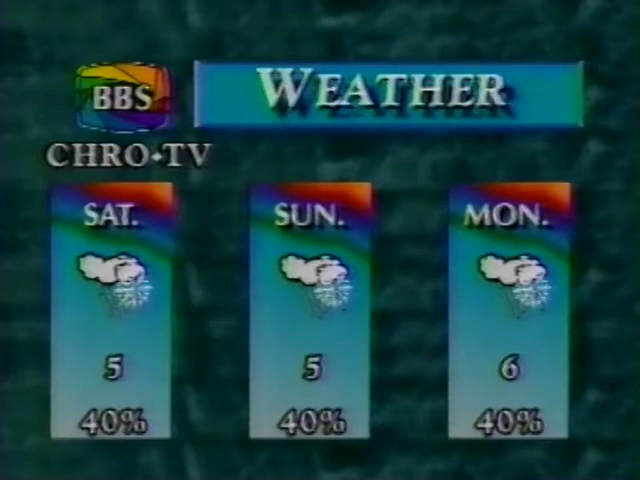 BBS
WEATHER
CHRO•TV
SAT. SUN. MON.
5 5 6
40% 40% 40%